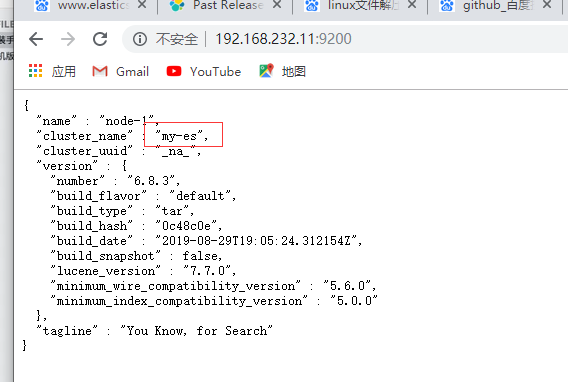 www.elastics
Past Release
linux文件解压
github_百度
不安全 192.168.232.11:9200
应用 Gmail YouTube 地图
{
"name" : "node-1",
"cluster_name" : "my-es",
"cluster_uuid" : "_na_",
"version" : {
"number" : "6.8.3",
"build_flavor" : "default",
"build_type" : "tar",
"build_hash" : "0c48c0e",
"build_date" : "2019-08-29T19:05:24.312154Z",
"build_snapshot" : false,
"lucene_version" : "7.7.0",
"minimum_wire_compatibility_version" : "5.6.0",
"minimum_index_compatibility_version" : "5.0.0"
},
"tagline" : "You Know, for Search"
}